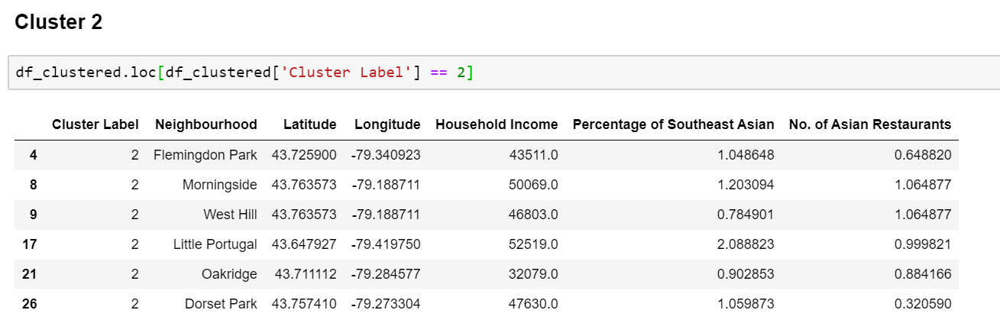 Cluster 2
df_clustered.loc[df_clustered['Cluster Label'] == 2]
Cluster Label Neighbourhood Latitude Longitude Household Income Percentage of Southeast Asian No. of Asian Restaurants
4 2 Flemingdon Park 43.725900 -79.340923 43511.0 1.048648 0.648820
8 2 Morningside 43.763573 -79.188711 50069.0 1.203094 1.064877
9 2 West Hill 43.763573 -79.188711 46803.0 0.784901 1.064877
17 2 Little Portugal 43.647927 -79.419750 52519.0 2.088823 0.999821
21 2 Oakridge 43.711112 -79.284577 32079.0 0.902853 0.884166
26 2 Dorset Park 43.757410 -79.273304 47630.0 1.059873 0.320590